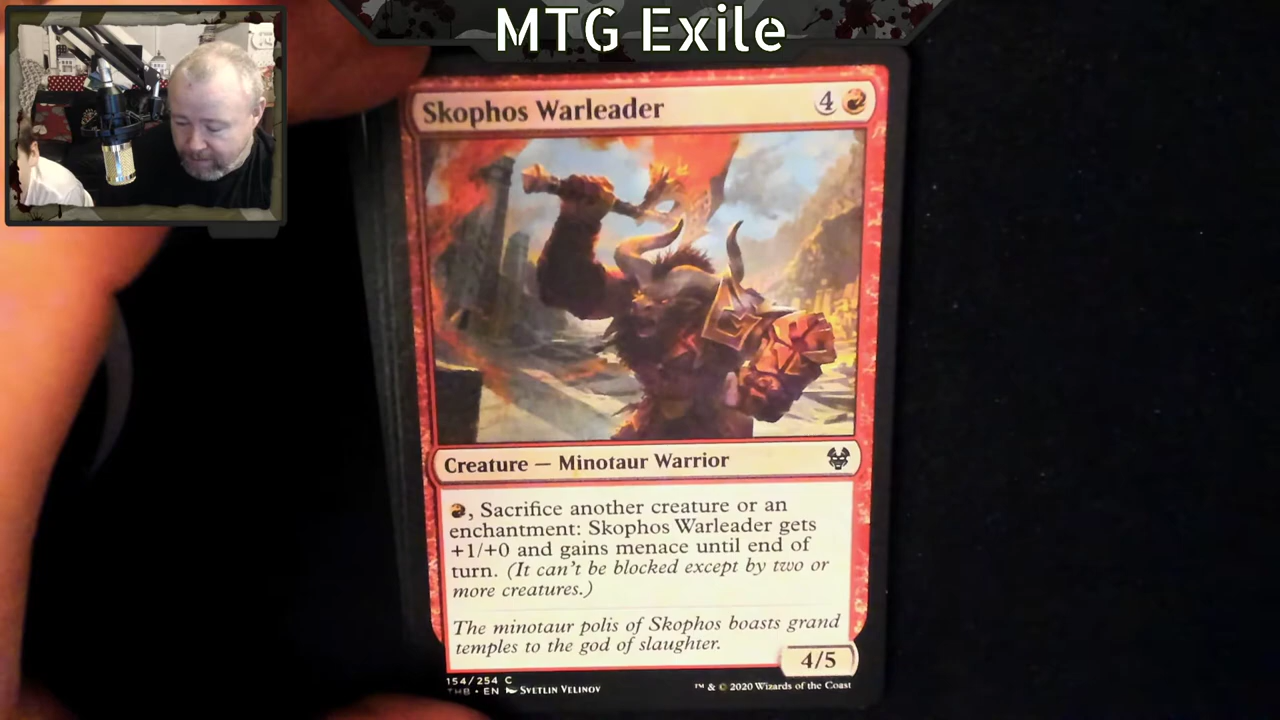 MTG Exile
Skophos Warleader 4
Creature — Minotaur Warrior
, Sacrifice another creature or an
enchantment: Skophos Warleader gets
+1/+0 and gains menace until end of
turn. (It can't be blocked except by two or
more creatures.)
The minotaur polis of Skophos boasts grand
temples to the god of slaughter.
4/5
154/254 C
THB • EN Svetlin Velinov
™ & © 2020 Wizards of the Coast